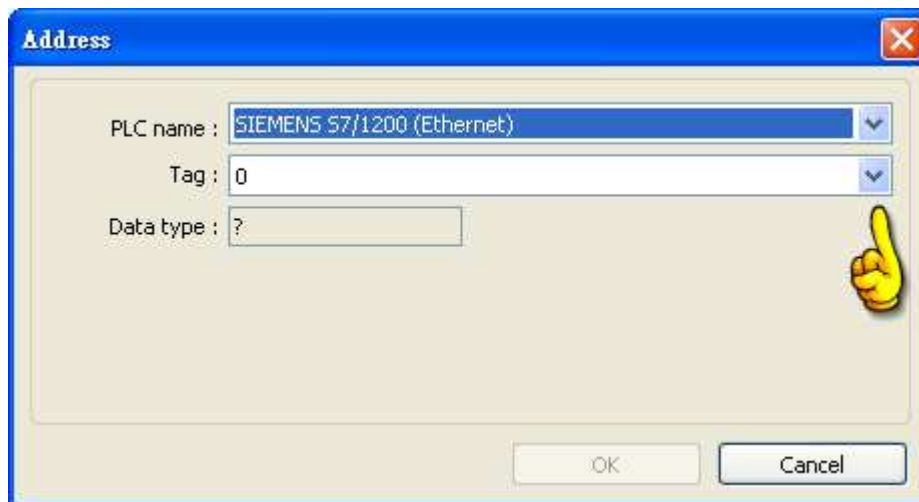 Address
PLC name : SIEMENS S7/1200 (Ethernet)
Tag : 0
Data type : ?
OK Cancel